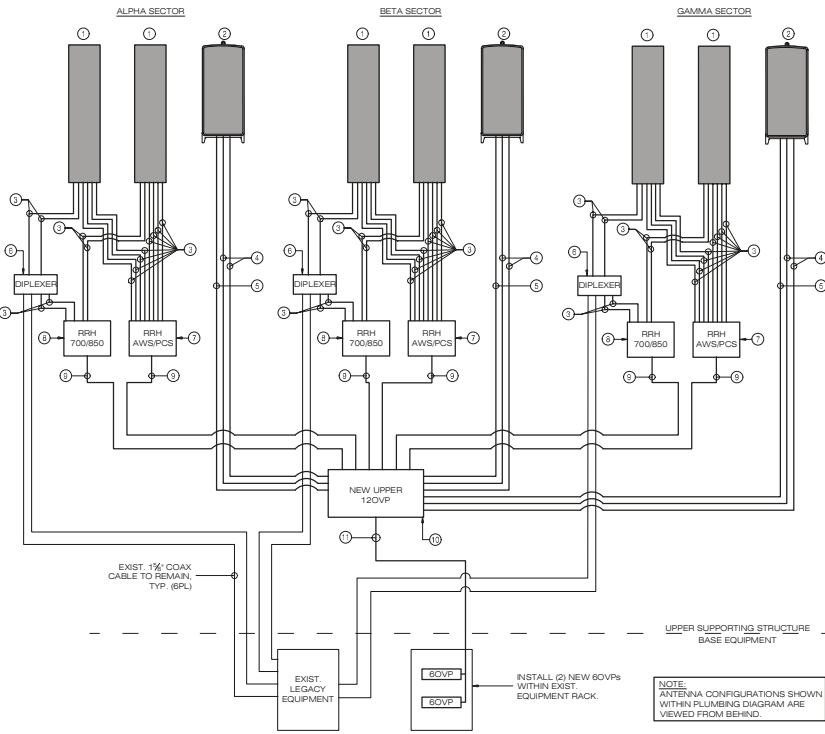 ALPHA SECTOR
BETA SECTOR
GAMMA SECTOR
1 1 2 1 1 2 1 1 2
3 3 3
3 3 3
3 3 3
6 6 6
4 4 4
5 5 5
DIPLEXER DIPLEXER DIPLEXER
3 3 3
8
RRH
700/850
RRH
AWS/PCS
7
8
RRH
700/850
RRH
AWS/PCS
7
8
RRH
700/850
RRH
AWS/PCS
7
9 9 9 9 9 9
NEW UPPER
12OVP
11
10
EXIST. 1⅝" COAX
CABLE TO REMAIN,
TYP. (6PL)
UPPER SUPPORTING STRUCTURE
BASE EQUIPMENT
EXIST.
LEGACY
EQUIPMENT
6OVP
6OVP
INSTALL (2) NEW 6OVPs
WITHIN EXIST.
EQUIPMENT RACK.
NOTE:
ANTENNA CONFIGURATIONS SHOWN
WITHIN PLUMBING DIAGRAM ARE
VIEWED FROM BEHIND.